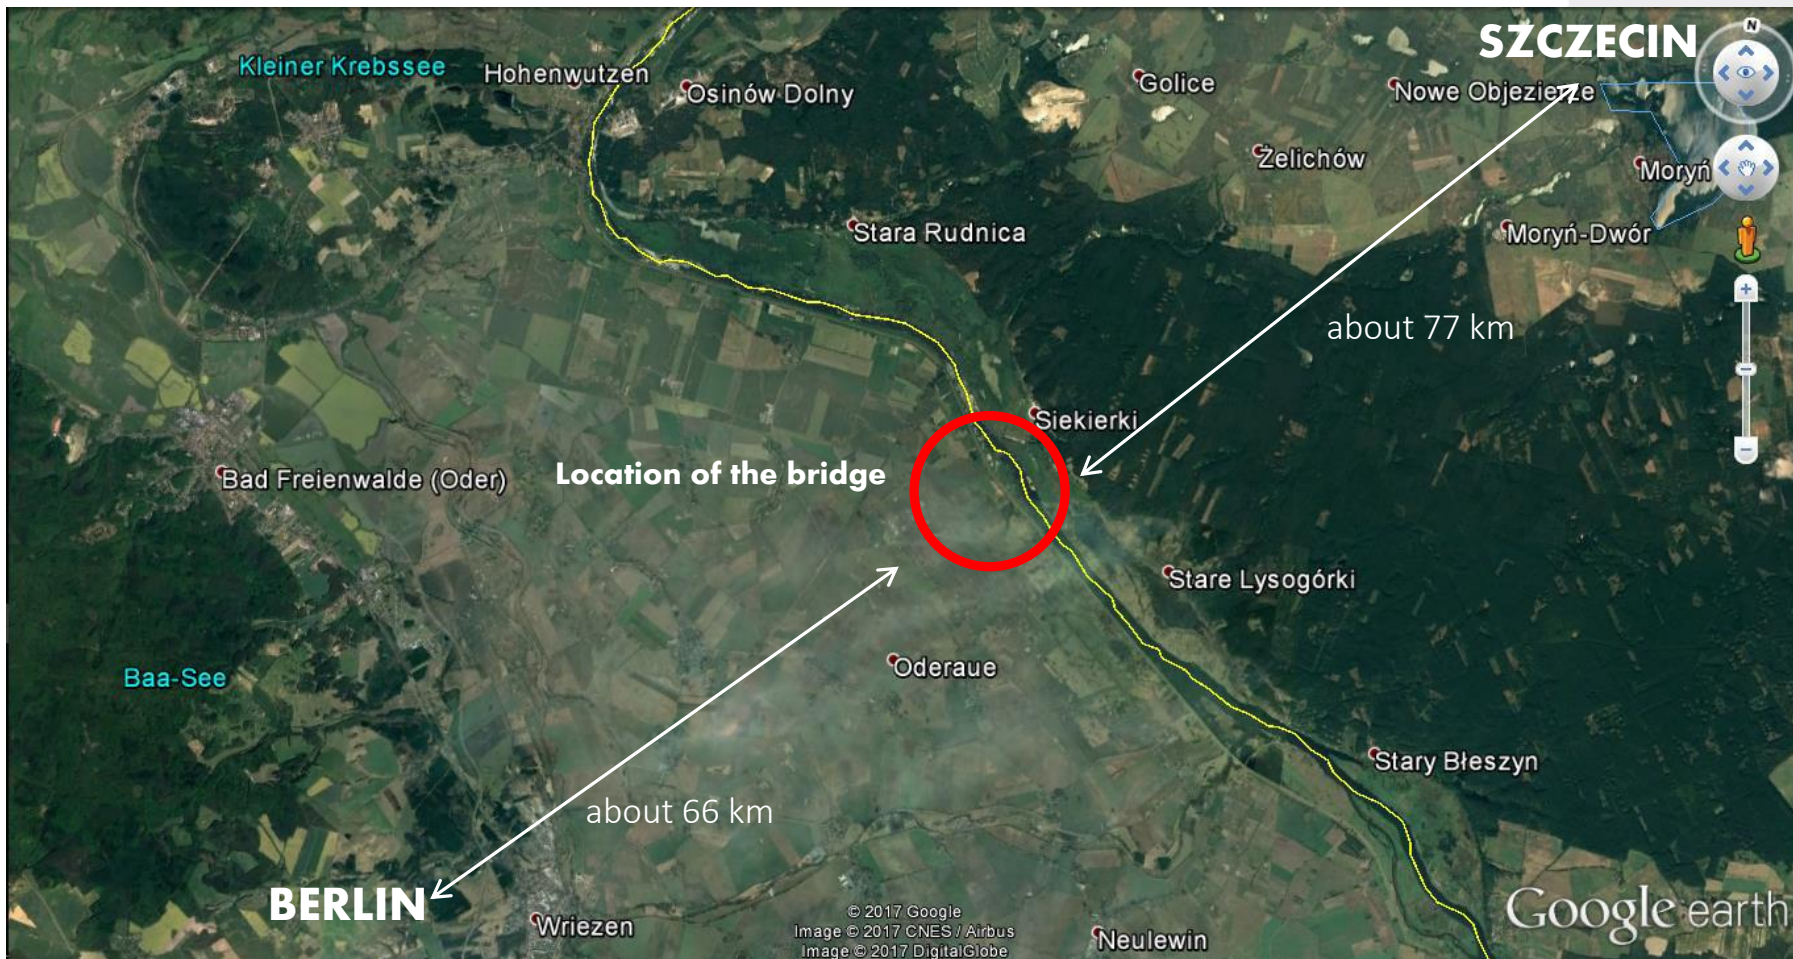 SZCZECIN
N
Kleiner Krebssee
Hohenwutzen
Osinów Dolny
Golice
Nowe Objezierze
Żelichów
Moryń
Stara Rudnica
Moryń-Dwór
about 77 km
Siekierki
Location of the bridge
Bad Freienwalde (Oder)
Stare Lysogórki
Oderaue
Baa-See
Stary Błeszyn
about 66 km
BERLIN
Wriezen
© 2017 Google
Image © 2017 CNES / Airbus
Image © 2017 DigitalGlobe
Neulewin
Google earth